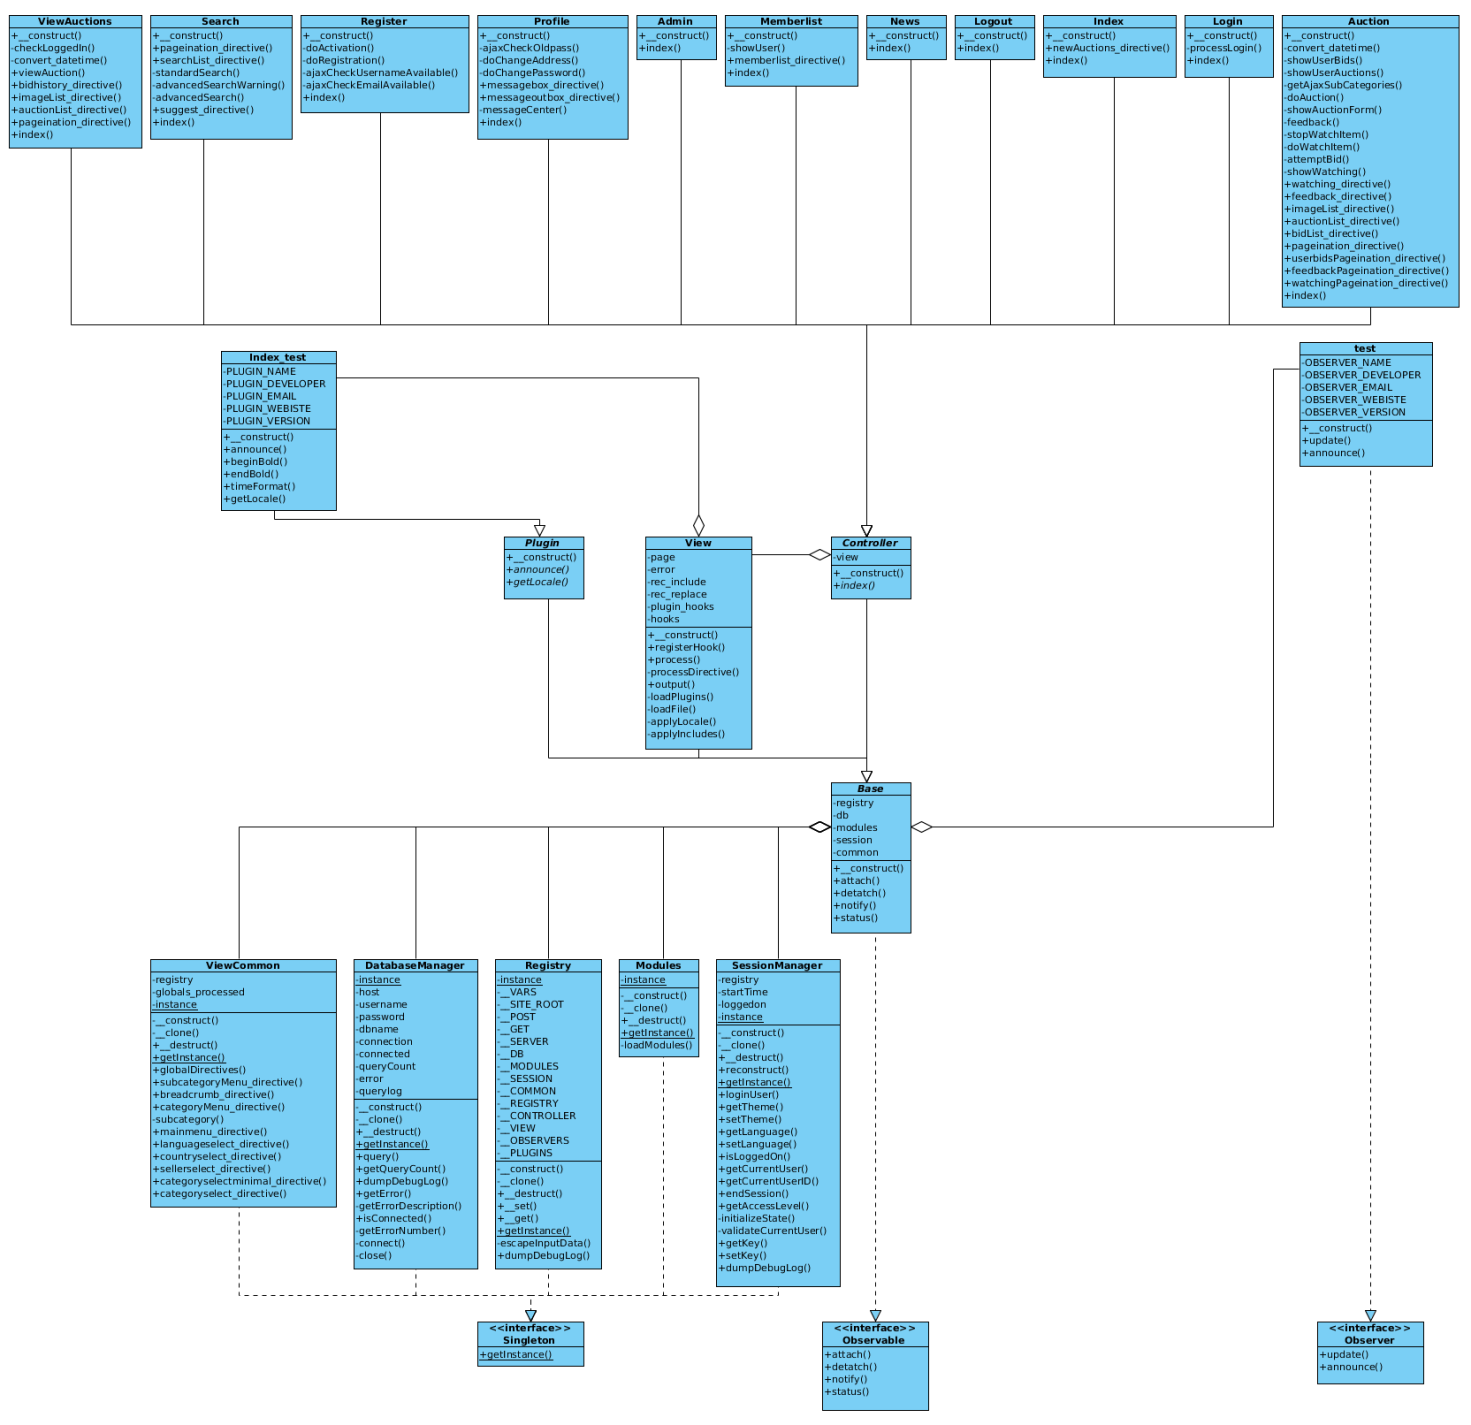 ViewAuctions
+__construct()
-checkLoggedIn()
-convert_datetime()
+viewAuction()
+bidhistory_directive()
+imageList_directive()
+auctionList_directive()
+pageination_directive()
+index()
Search
+__construct()
+pageination_directive()
+searchList_directive()
-standardSearch()
-advancedSearchWarning()
-advancedSearch()
+suggest_directive()
+index()
Register
+__construct()
-doActivation()
-doRegistration()
-ajaxCheckUsernameAvailable()
-ajaxCheckEmailAvailable()
+index()
Profile
+__construct()
-ajaxCheckOldpass()
-doChangeAddress()
-doChangePassword()
+messagebox_directive()
+messageoutbox_directive()
-messageCenter()
+index()
Admin
+__construct()
+index()
Memberlist
+__construct()
-showUser()
+memberlist_directive()
+index()
News
+__construct()
+index()
Logout
+__construct()
+index()
Index
+__construct()
+newAuctions_directive()
+index()
Login
+__construct()
-processLogin()
+index()
Auction
+__construct()
-convert_datetime()
-showUserBids()
-showUserAuctions()
-getAjaxSubCategories()
-doAuction()
-showAuctionForm()
-feedback()
-stopWatchItem()
-doWatchItem()
-attemptBid()
-showWatching()
+watching_directive()
+feedback_directive()
+imageList_directive()
+auctionList_directive()
+bidList_directive()
+pageination_directive()
+userbidsPageination_directive()
+feedbackPageination_directive()
+watchingPageination_directive()
+index()
Index_test
-PLUGIN_NAME
-PLUGIN_DEVELOPER
-PLUGIN_EMAIL
-PLUGIN_WEBISTE
-PLUGIN_VERSION
+__construct()
+announce()
+beginBold()
+endBold()
+timeFormat()
+getLocale()
test
-OBSERVER_NAME
-OBSERVER_DEVELOPER
-OBSERVER_EMAIL
-OBSERVER_WEBISTE
-OBSERVER_VERSION
+__construct()
+update()
+announce()
Plugin
+__construct()
+announce()
+getLocale()
View
-page
-error
-rec_include
-rec_replace
-plugin_hooks
-hooks
+__construct()
+registerHook()
+process()
-processDirective()
+output()
-loadPlugins()
-loadFile()
-applyLocale()
-applyIncludes()
Controller
-view
+__construct()
+index()
Base
-registry
-db
-modules
-session
-common
+__construct()
+attach()
+detatch()
+notify()
+status()
ViewCommon
-registry
-globals_processed
-instance
-__construct()
-__clone()
+__destruct()
+getInstance()
+globalDirectives()
+subcategoryMenu_directive()
+breadcrumb_directive()
+categoryMenu_directive()
-subcategory()
+mainmenu_directive()
+languageselect_directive()
+countryselect_directive()
+sellerselect_directive()
+categoryselectminimal_directive()
+categoryselect_directive()
DatabaseManager
-instance
-host
-username
-password
-dbname
-connection
-connected
-queryCount
-error
-querylog
-__construct()
-__clone()
+__destruct()
+getInstance()
+query()
+getQueryCount()
+dumpDebugLog()
+getError()
-getErrorDescription()
+isConnected()
-getErrorNumber()
-connect()
-close()
Registry
-instance
-__VARS
-__SITE_ROOT
-__POST
-__GET
-__SERVER
-__DB
-__MODULES
-__SESSION
-__COMMON
-__REGISTRY
-__CONTROLLER
-__VIEW
-__OBSERVERS
-__PLUGINS
-__construct()
-__clone()
+__destruct()
+__set()
+__get()
+getInstance()
-escapeInputData()
+dumpDebugLog()
Modules
-instance
-__construct()
-__clone()
+__destruct()
+getInstance()
-loadModules()
SessionManager
-registry
-startTime
-loggedon
-instance
-__construct()
-__clone()
+__destruct()
+reconstruct()
+getInstance()
+loginUser()
+getTheme()
+setTheme()
+getLanguage()
+setLanguage()
+isLoggedOn()
+getCurrentUser()
+getCurrentUserID()
+endSession()
+getAccessLevel()
-initializeState()
-validateCurrentUser()
+getKey()
+setKey()
+dumpDebugLog()
<<interface>>
Singleton
+getInstance()
<<interface>>
Observable
+attach()
+detatch()
+notify()
+status()
<<interface>>
Observer
+update()
+announce()